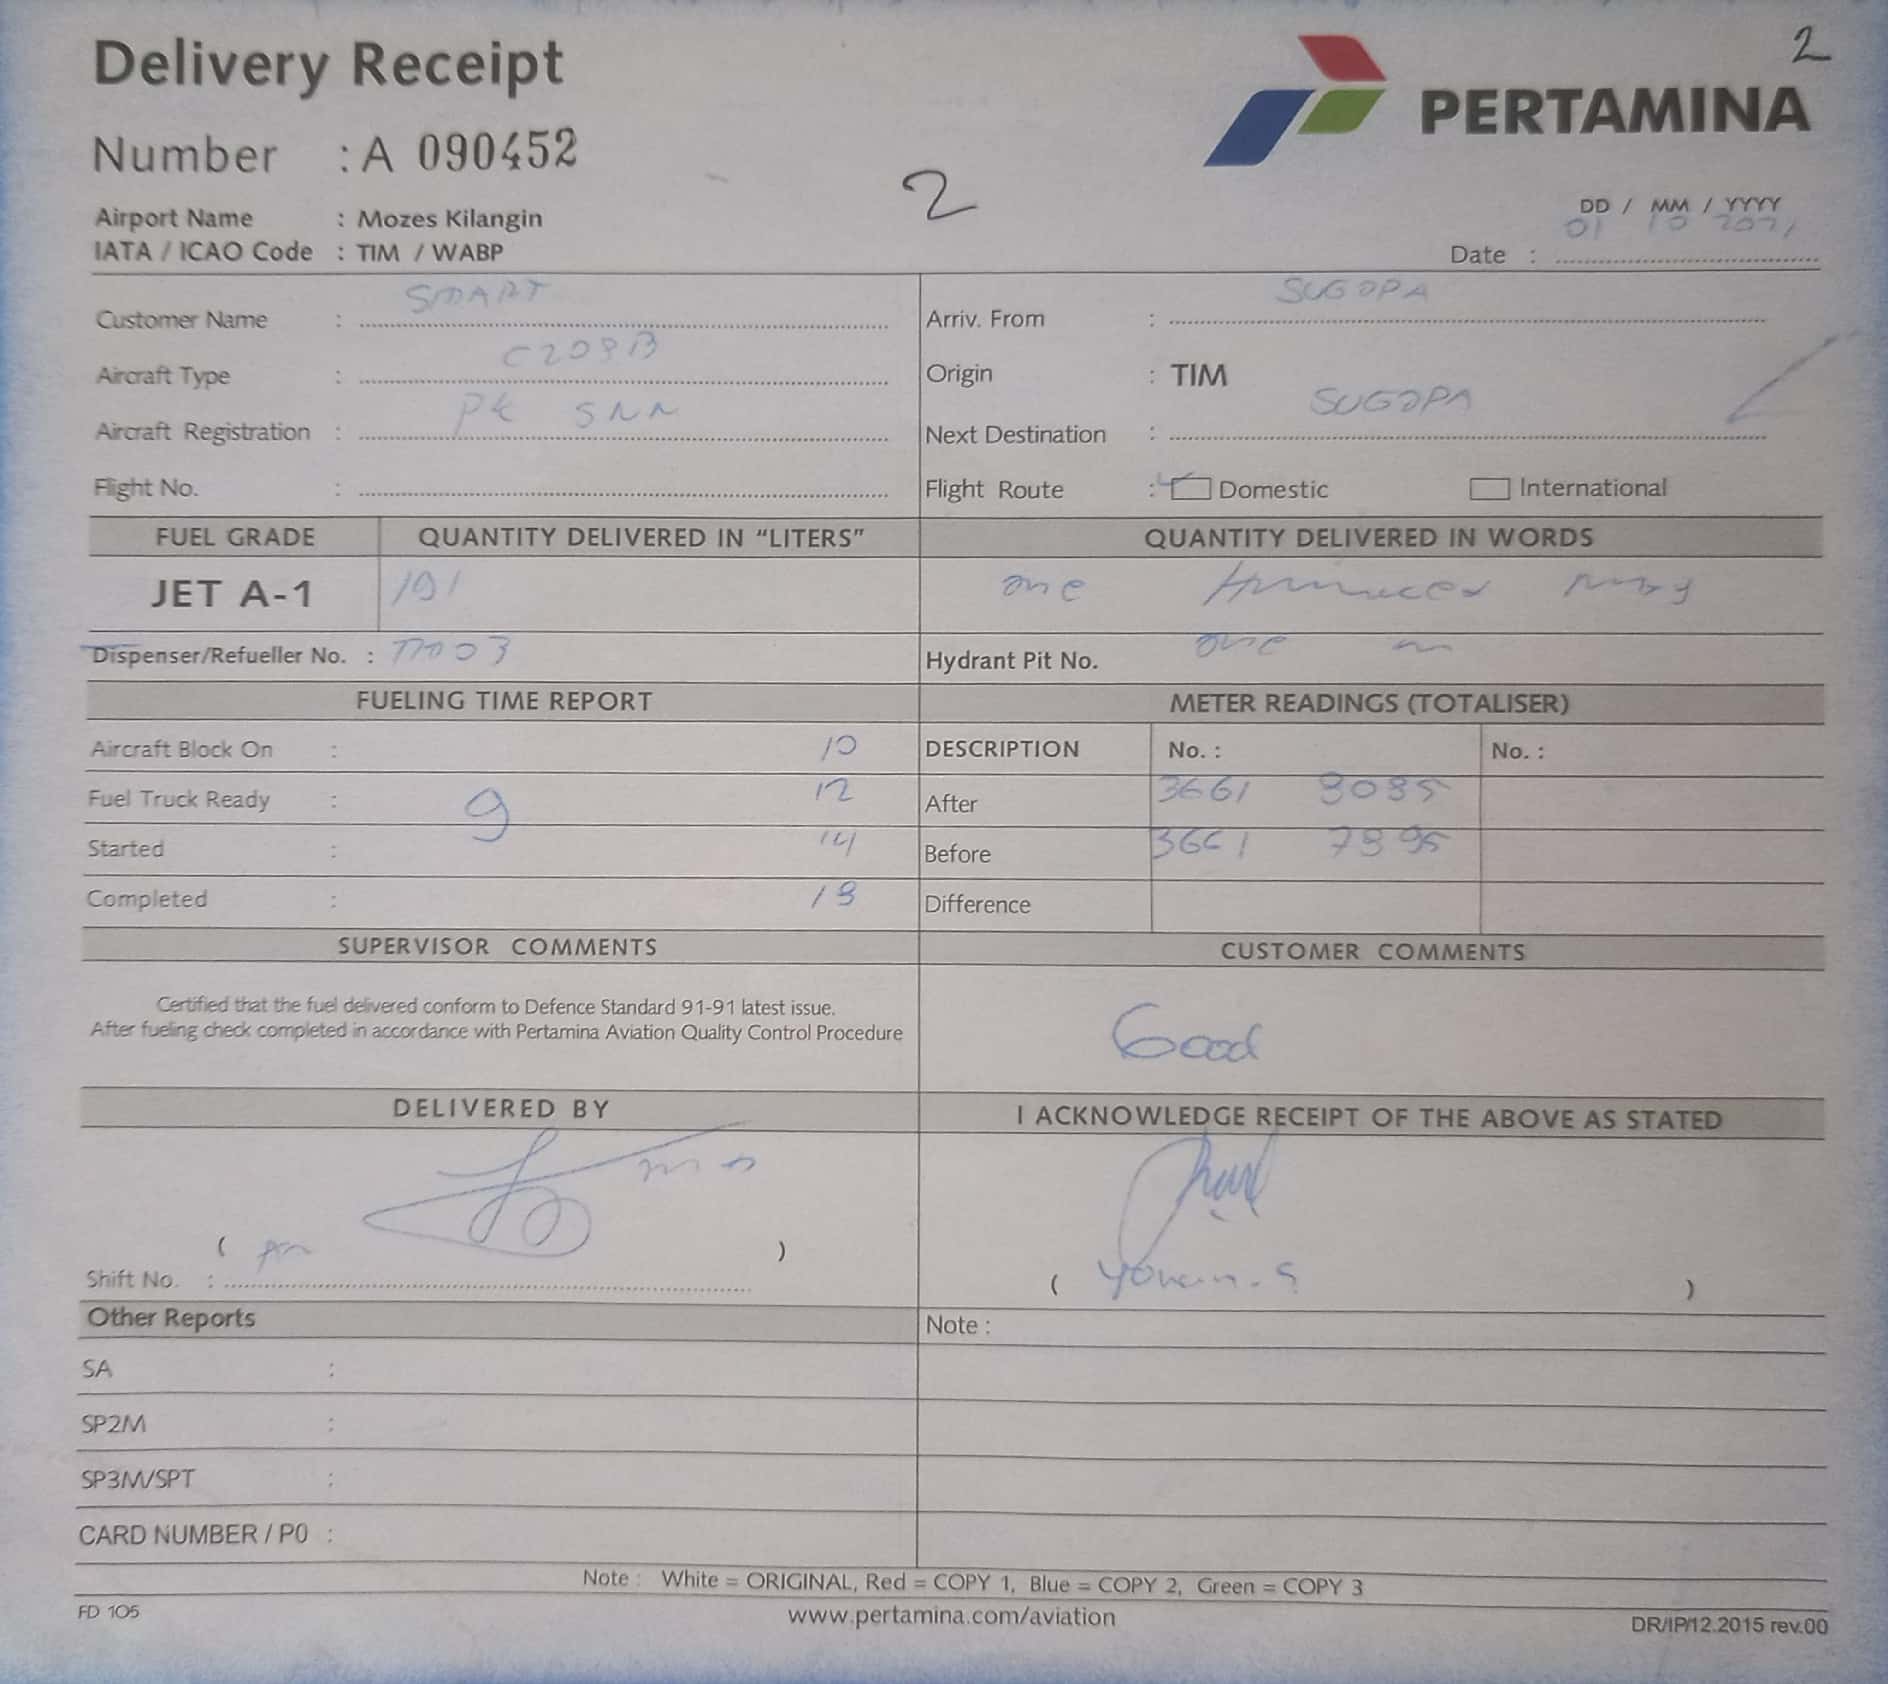 2
Delivery Receipt
PERTAMINA
Number : A 090452
2
Airport Name : Mozes Kilangin
DD / MM / YYYY
01 10 2021
IATA / ICAO Code : TIM / WABP
Date :
Customer Name : SMART
Arriv. From : SUGAPA
Aircraft Type : C208B
Origin : TIM
Aircraft Registration : PK SNN
Next Destination : SUGAPA
Flight No. :
Flight Route : Domestic International
FUEL GRADE QUANTITY DELIVERED IN “LITERS” QUANTITY DELIVERED IN WORDS
JET A-1 191 one Hundred
Dispenser/Refueller No. :
Hydrant Pit No. one
FUELING TIME REPORT METER READINGS (TOTALISER)
Aircraft Block On : 10 DESCRIPTION No. : No. :
Fuel Truck Ready : 9 12 After 3661 8085
Started : 14 Before 3661 7895
Completed : 18 Difference
SUPERVISOR COMMENTS CUSTOMER COMMENTS
Certified that the fuel delivered conform to Defence Standard 91-91 latest issue.
After fueling check completed in accordance with Pertamina Aviation Quality Control Procedure
Good
DELIVERED BY I ACKNOWLEDGE RECEIPT OF THE ABOVE AS STATED
( )
Shift No. :
( )
Other Reports
Note :
SA :
SP2M :
SP3M/SPT :
CARD NUMBER / P0 :
Note : White = ORIGINAL, Red = COPY 1, Blue = COPY 2, Green = COPY 3
FD 105
www.pertamina.com/aviation
DR/IP/12.2015 rev.00